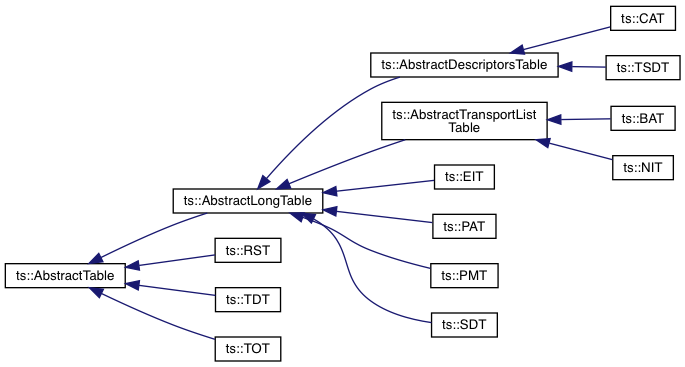 ts::CAT
ts::AbstractDescriptorsTable
ts::TSDT
ts::AbstractTransportList
Table
ts::BAT
ts::NIT
ts::EIT
ts::AbstractLongTable
ts::PAT
ts::RST
ts::AbstractTable
ts::PMT
ts::TDT
ts::SDT
ts::TOT